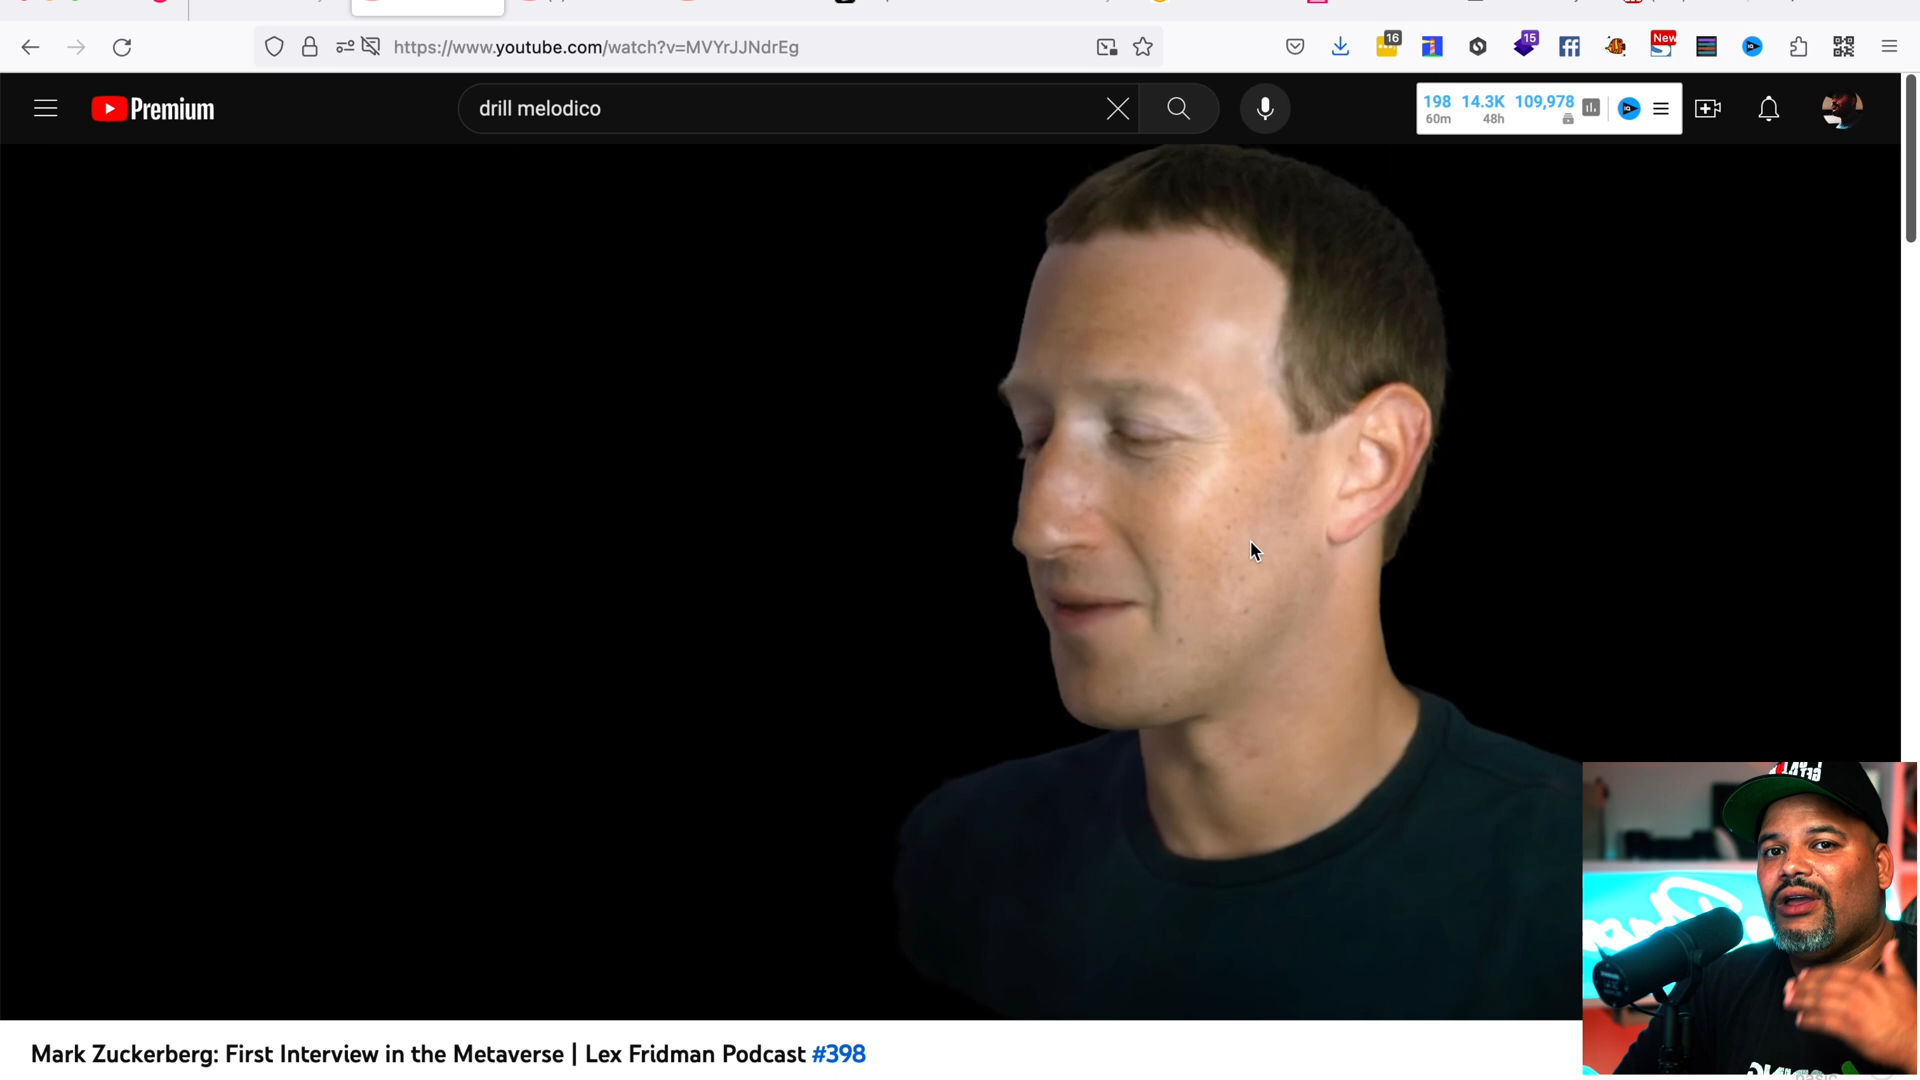 https://www.youtube.com/watch?v=MVYrJJNdrEg
16
15
New
Premium
drill melodico
198 14.3K 109,978
60m 48h
Mark Zuckerberg: First Interview in the Metaverse | Lex Fridman Podcast #398